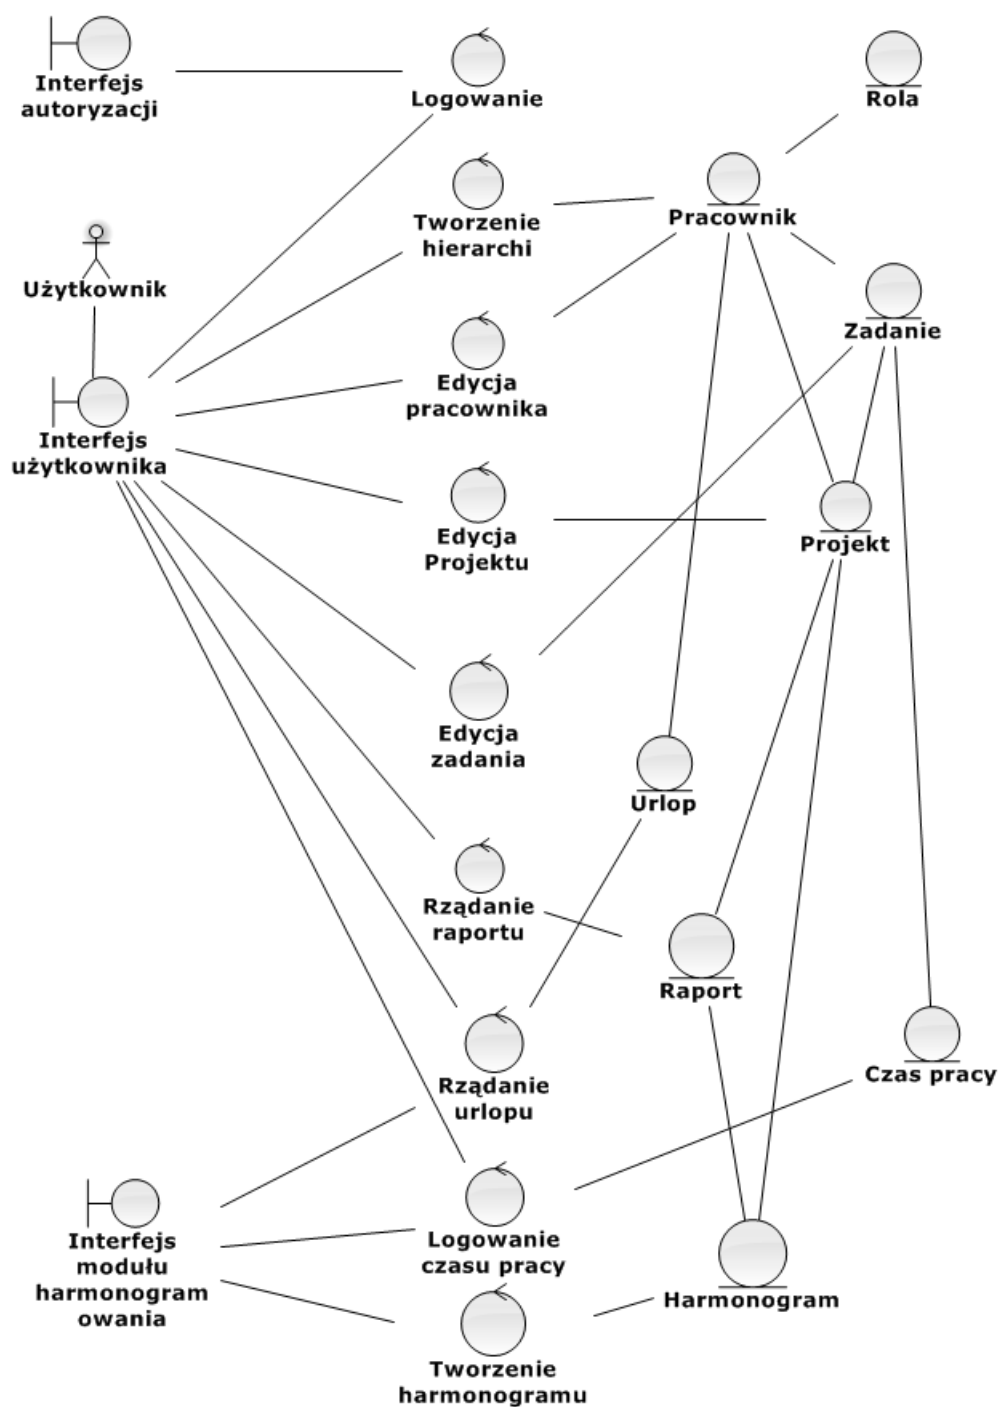 Interfejs
autoryzacji
Logowanie
Rola
Tworzenie
hierarchi
Pracownik
Użytkownik
Zadanie
Edycja
pracownika
Interfejs
użytkownika
Edycja
Projektu
Projekt
Edycja
zadania
Urlop
Rządanie
raportu
Raport
Rządanie
urlopu
Czas pracy
Interfejs
modułu
harmonogram
owania
Logowanie
czasu pracy
Harmonogram
Tworzenie
harmonogramu